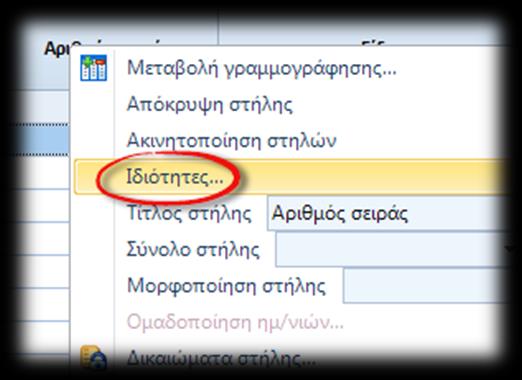 Μεταβολή γραμμογράφησης...
Απόκρυψη στήλης
Ακινητοποίηση στηλών
Ιδιότητες...
Τίτλος στήλης Αριθμός σειράς
Σύνολο στήλης
Μορφοποίηση στήλης
Ομαδοποίηση ημ/νιών...
Δικαιώματα στήλης...